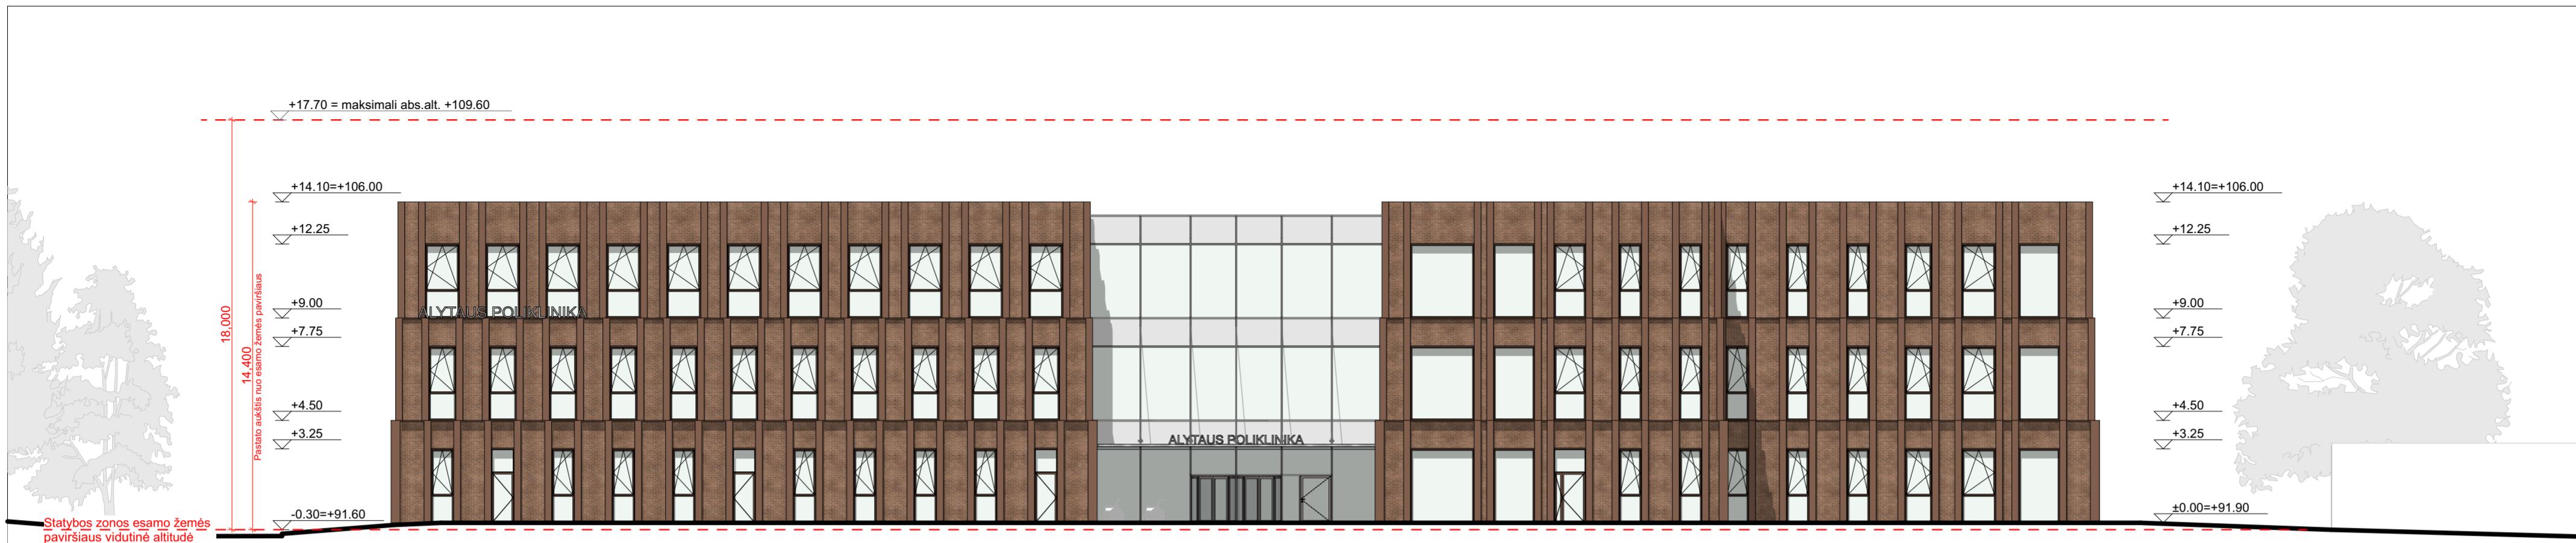 +17.70 = maksimali abs.alt. +109.60
+14.10=+106.00
+14.10=+106.00
+12.25
+12.25
+9.00
ALYTAUS POLIKLINIKA
+9.00
+7.75
+7.75
18,000
14,400
Pastato aukštis nuo esamo žemės paviršiaus
+4.50
+4.50
+3.25
ALYTAUS POLIKLINIKA
+3.25
-0.30=+91.60
±0.00=+91.90
Statybos zonos esamo žemės
paviršiaus vidutinė altitudė